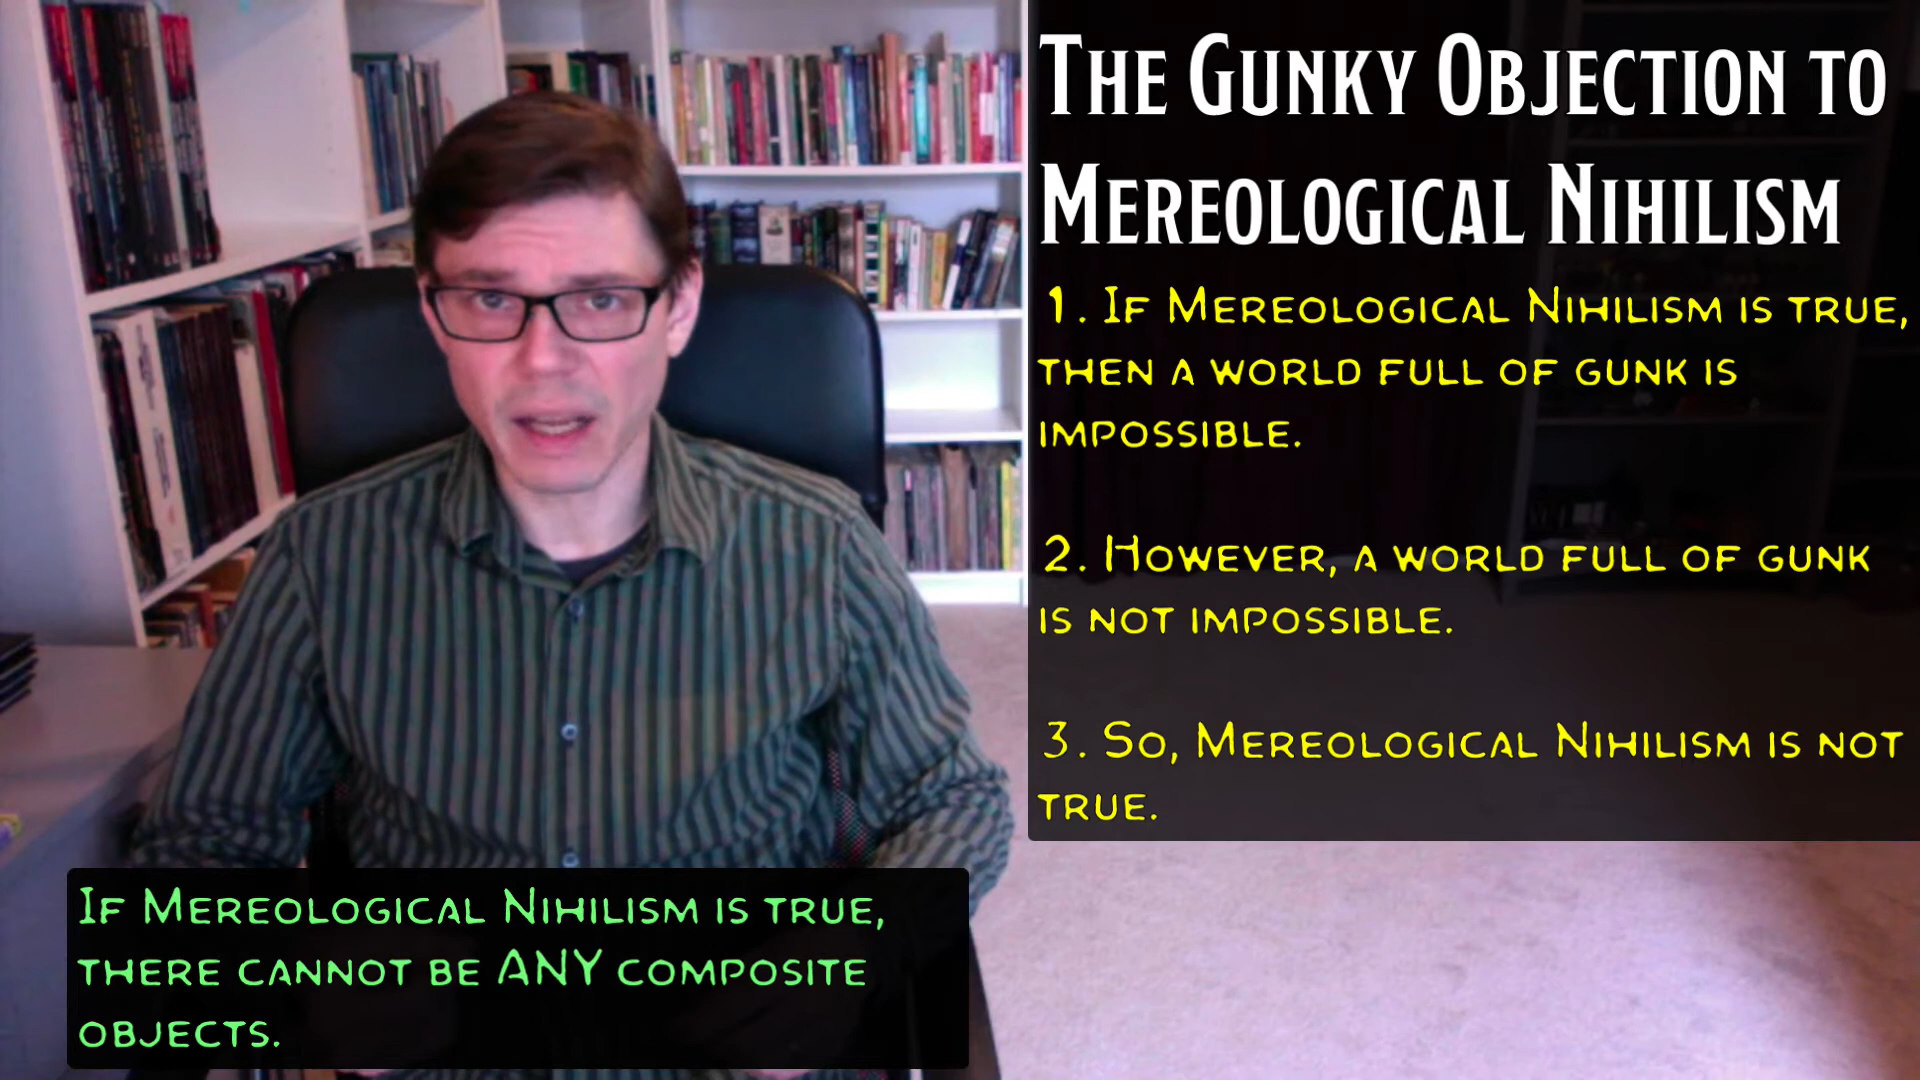 The Gunky Objection to
Mereological Nihilism
1. If Mereological Nihilism is true,
then a world full of gunk is
impossible.
2. However, a world full of gunk
is not impossible.
3. So, Mereological Nihilism is not
true.
If Mereological Nihilism is true,
there cannot be ANY composite
objects.